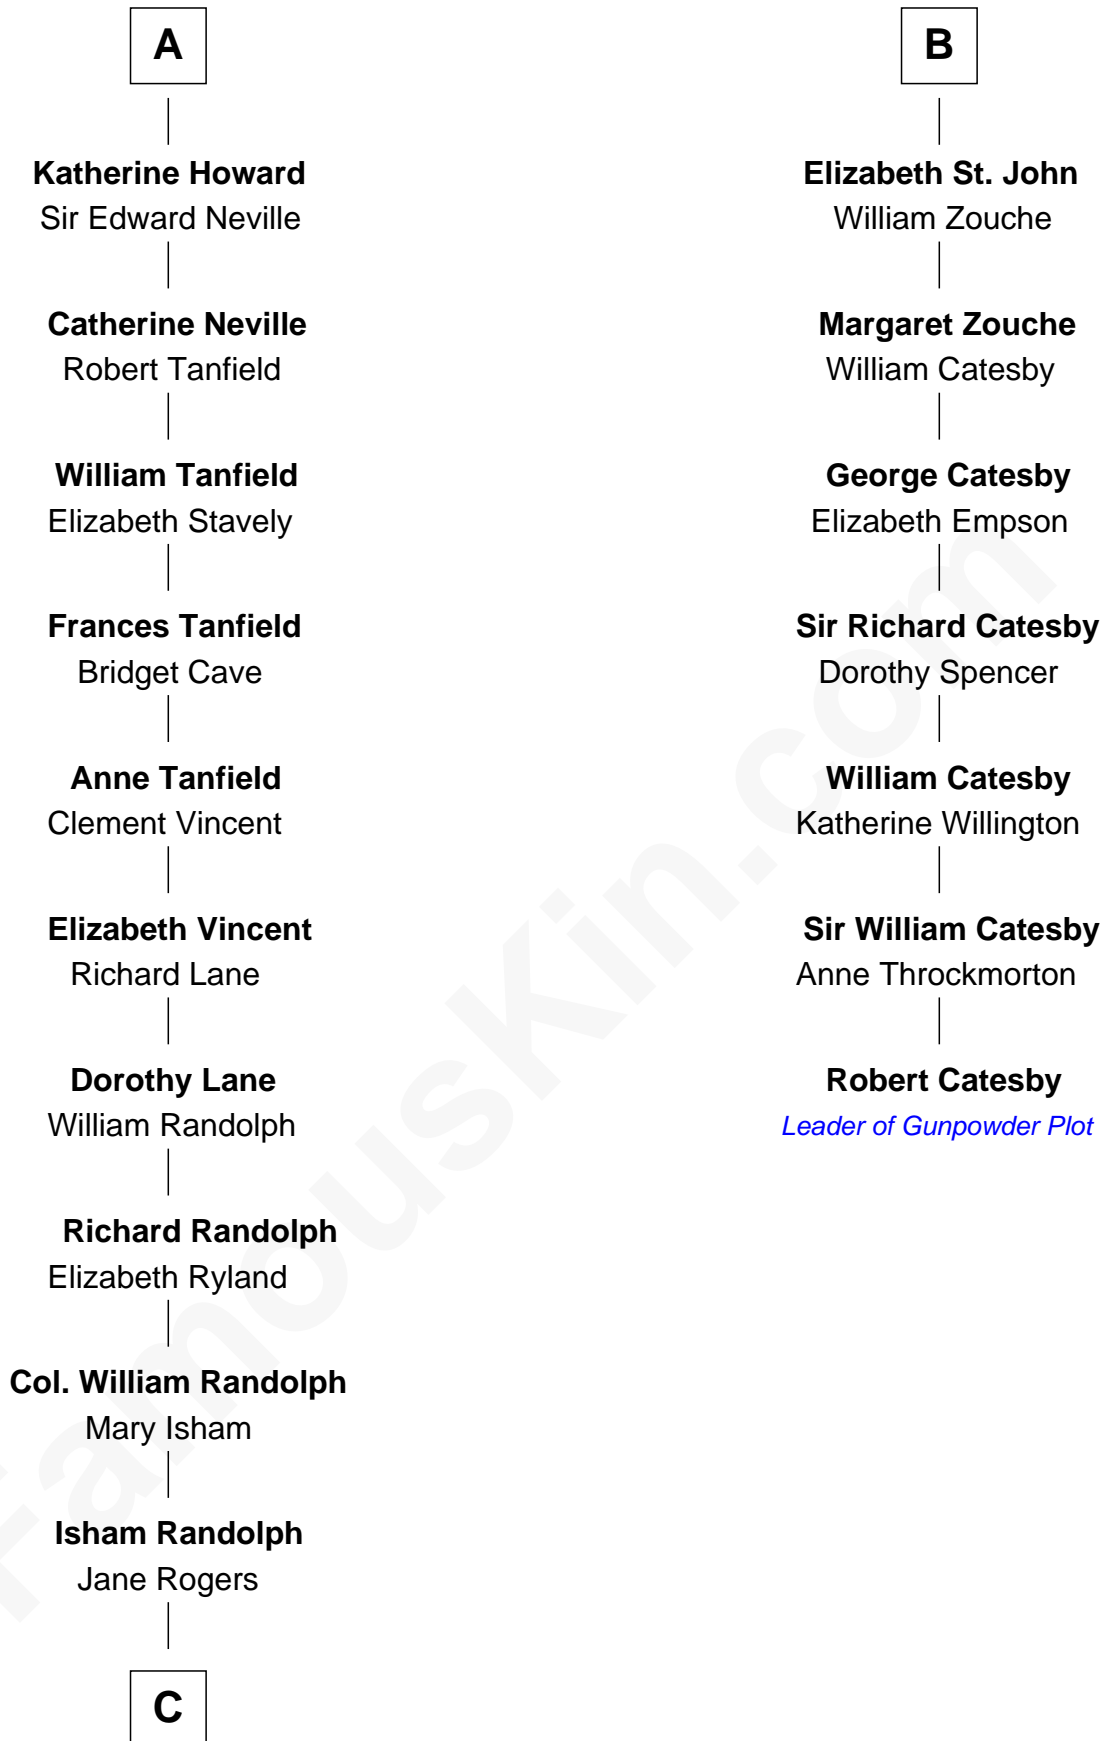 A
Katherine Howard
Sir Edward Neville
Catherine Neville
Robert Tanfield
William Tanfield
Elizabeth Stavely
Frances Tanfield
Bridget Cave
Anne Tanfield
Clement Vincent
Elizabeth Vincent
Richard Lane
Dorothy Lane
William Randolph
Richard Randolph
Elizabeth Ryland
Col. William Randolph
Mary Isham
Isham Randolph
Jane Rogers
C
B
Elizabeth St. John
William Zouche
Margaret Zouche
William Catesby
George Catesby
Elizabeth Empson
Sir Richard Catesby
Dorothy Spencer
William Catesby
Katherine Willington
Sir William Catesby
Anne Throckmorton
Robert Catesby
Leader of Gunpowder Plot
FamousKin.com